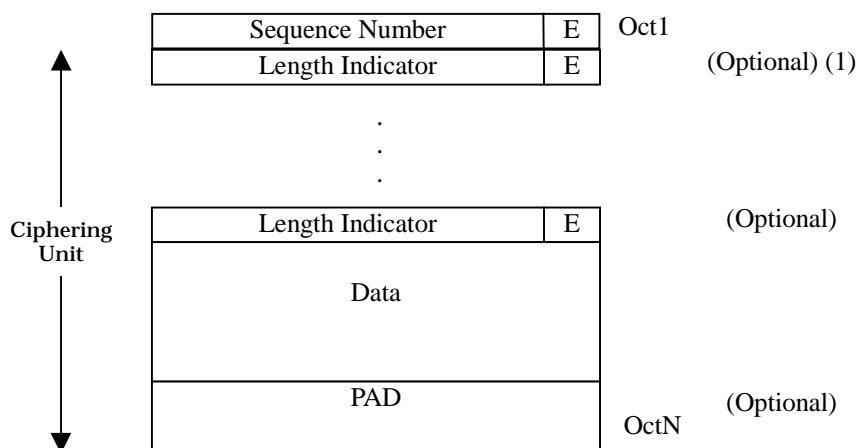 Sequence Number E Oct1
Length Indicator E (Optional) (1)
.
.
.
Length Indicator E (Optional)
Ciphering
Unit
Data
PAD (Optional)
OctN